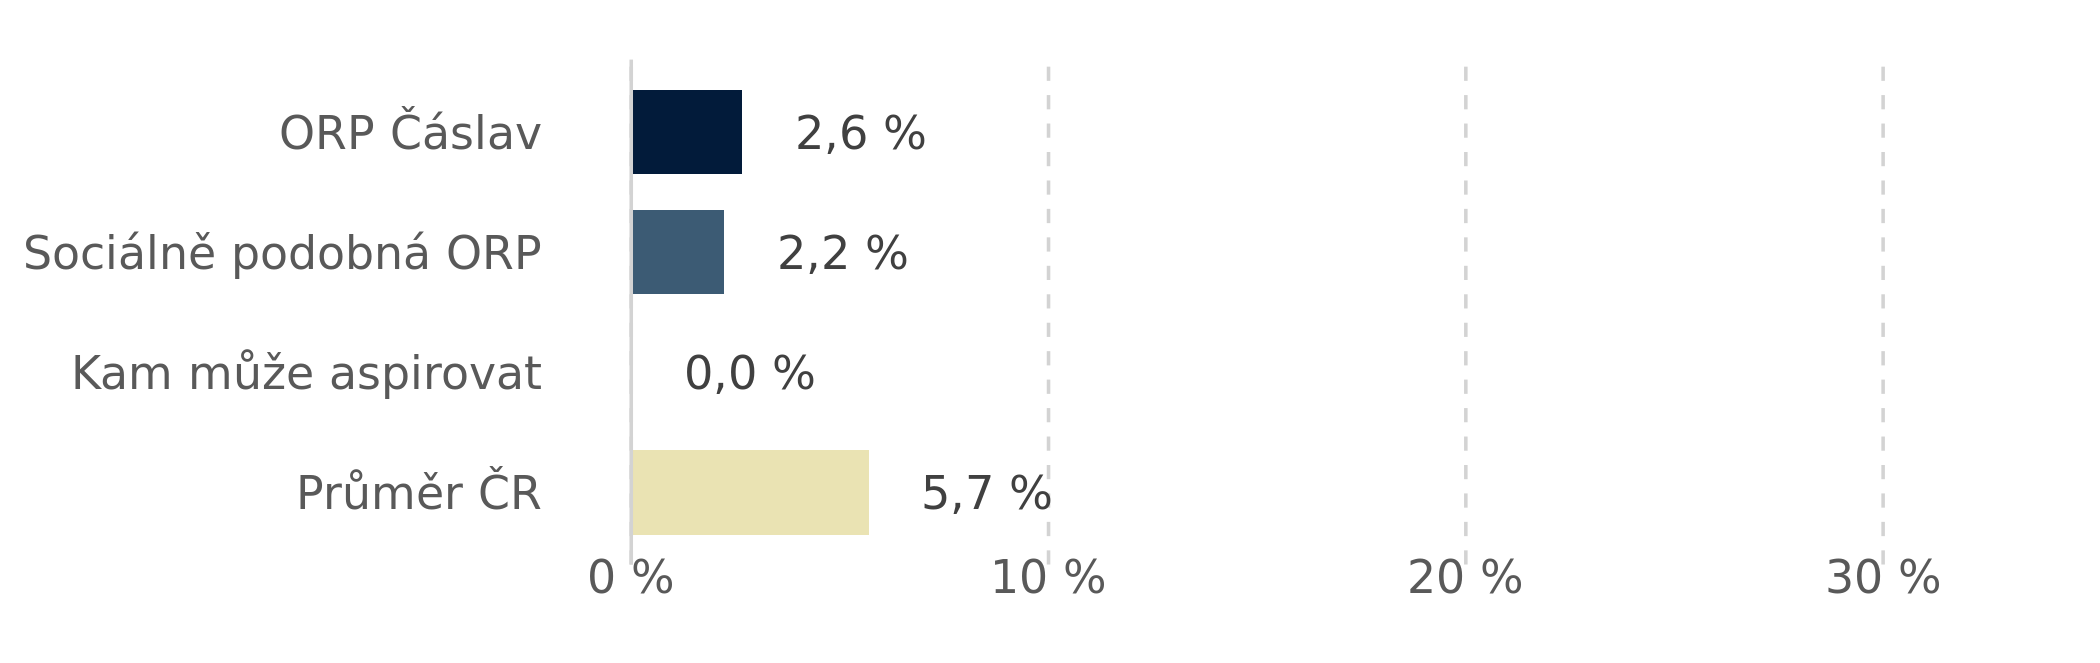 ORP Čáslav 2,6 %
Sociálně podobná ORP 2,2 %
Kam může aspirovat 0,0 %
Průměr ČR 5,7 %
0 % 10 % 20 % 30 %